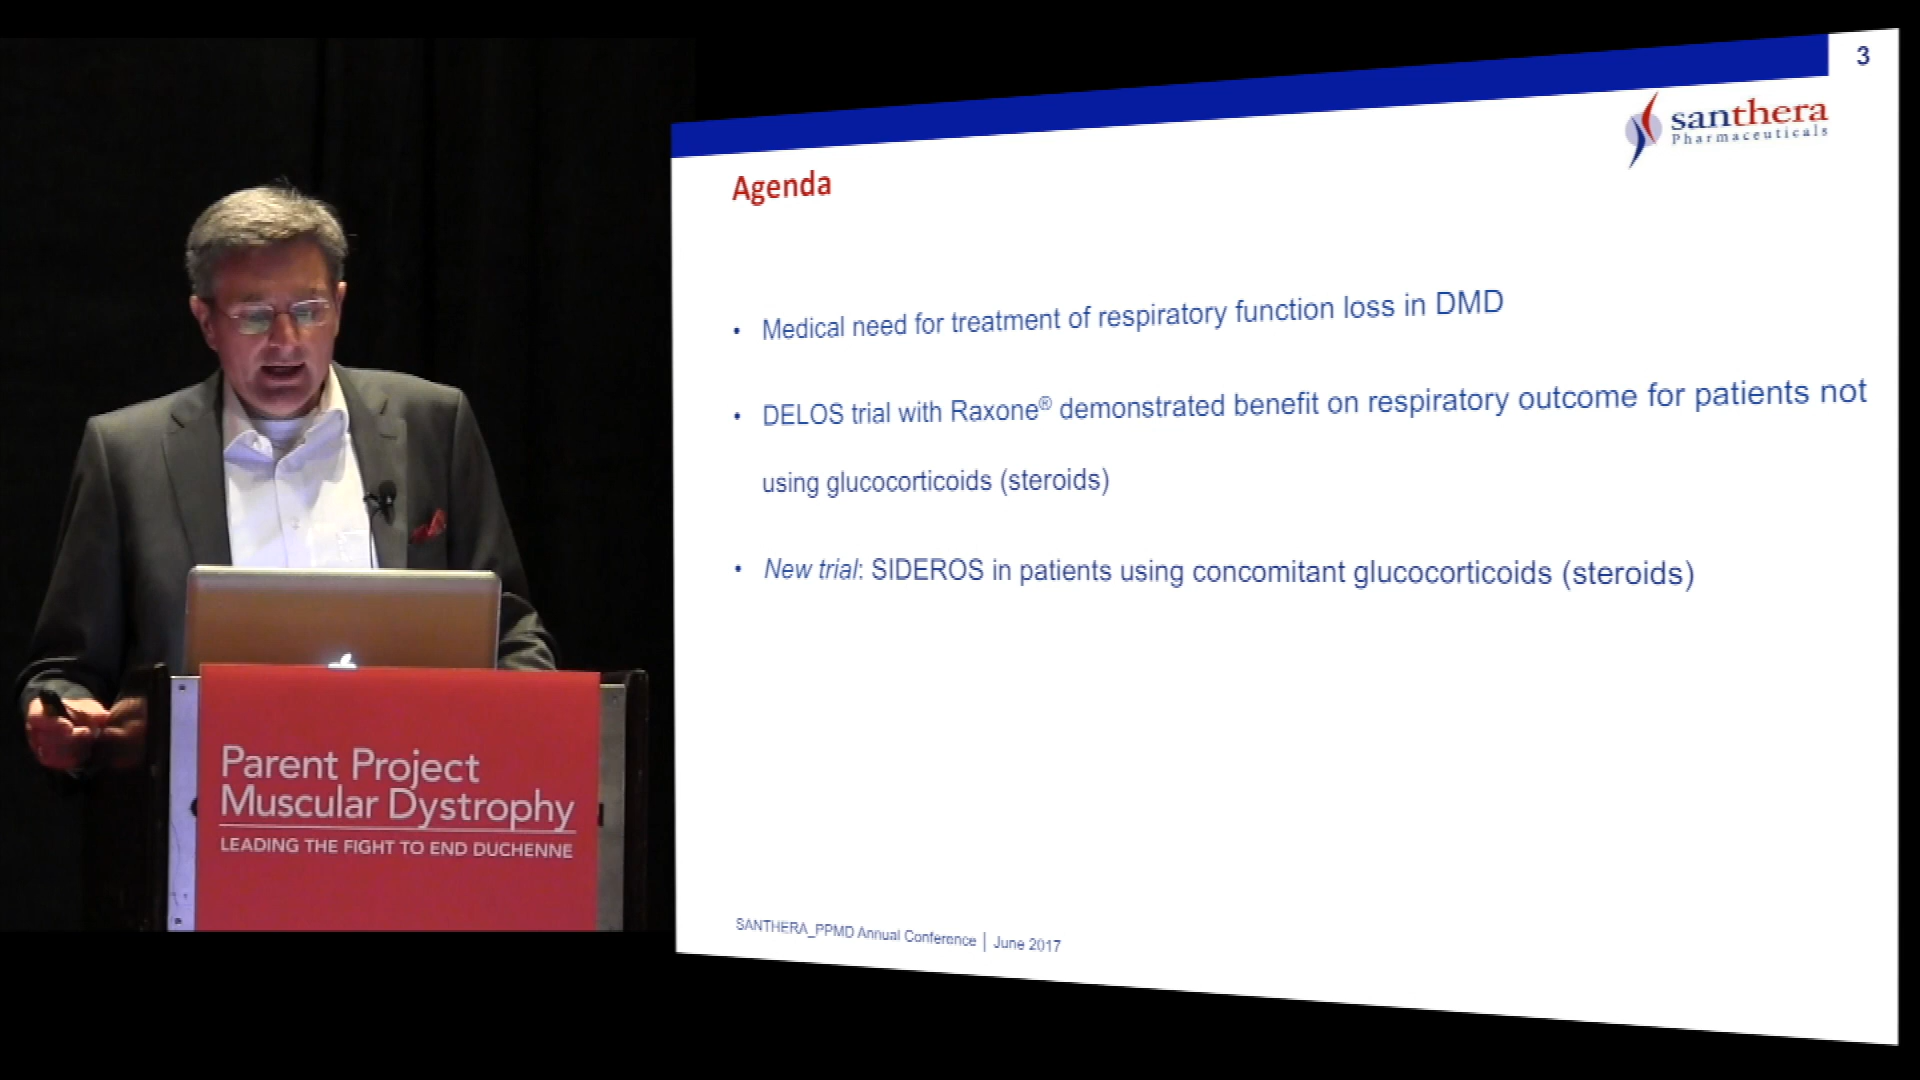 3
santhera
Pharmaceuticals
Agenda
• Medical need for treatment of respiratory function loss in DMD
• DELOS trial with Raxone® demonstrated benefit on respiratory outcome for patients not
using glucocorticoids (steroids)
• New trial: SIDEROS in patients using concomitant glucocorticoids (steroids)
SANTHERA_PPMD Annual Conference | June 2017
Parent Project
Muscular Dystrophy
LEADING THE FIGHT TO END DUCHENNE